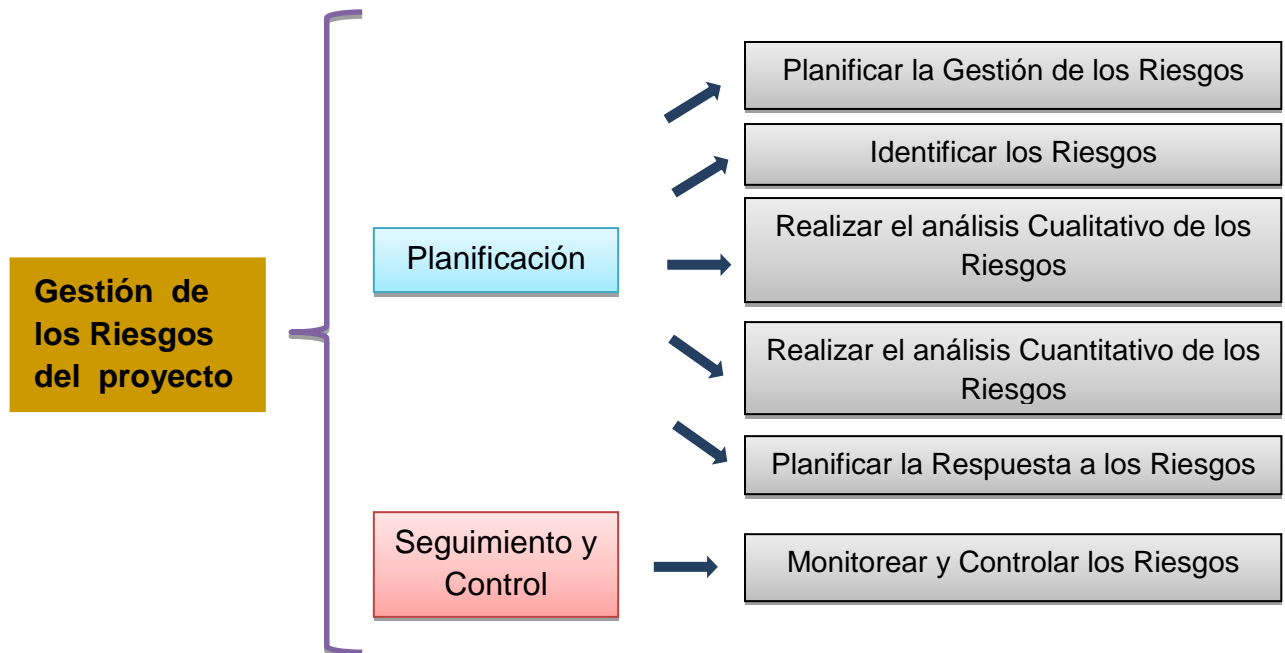 Gestión de
los Riesgos
del proyecto
Planificación
Planificar la Gestión de los Riesgos
Identificar los Riesgos
Realizar el análisis Cualitativo de los
Riesgos
Realizar el análisis Cuantitativo de los
Riesgos
Planificar la Respuesta a los Riesgos
Seguimiento y
Control
Monitorear y Controlar los Riesgos